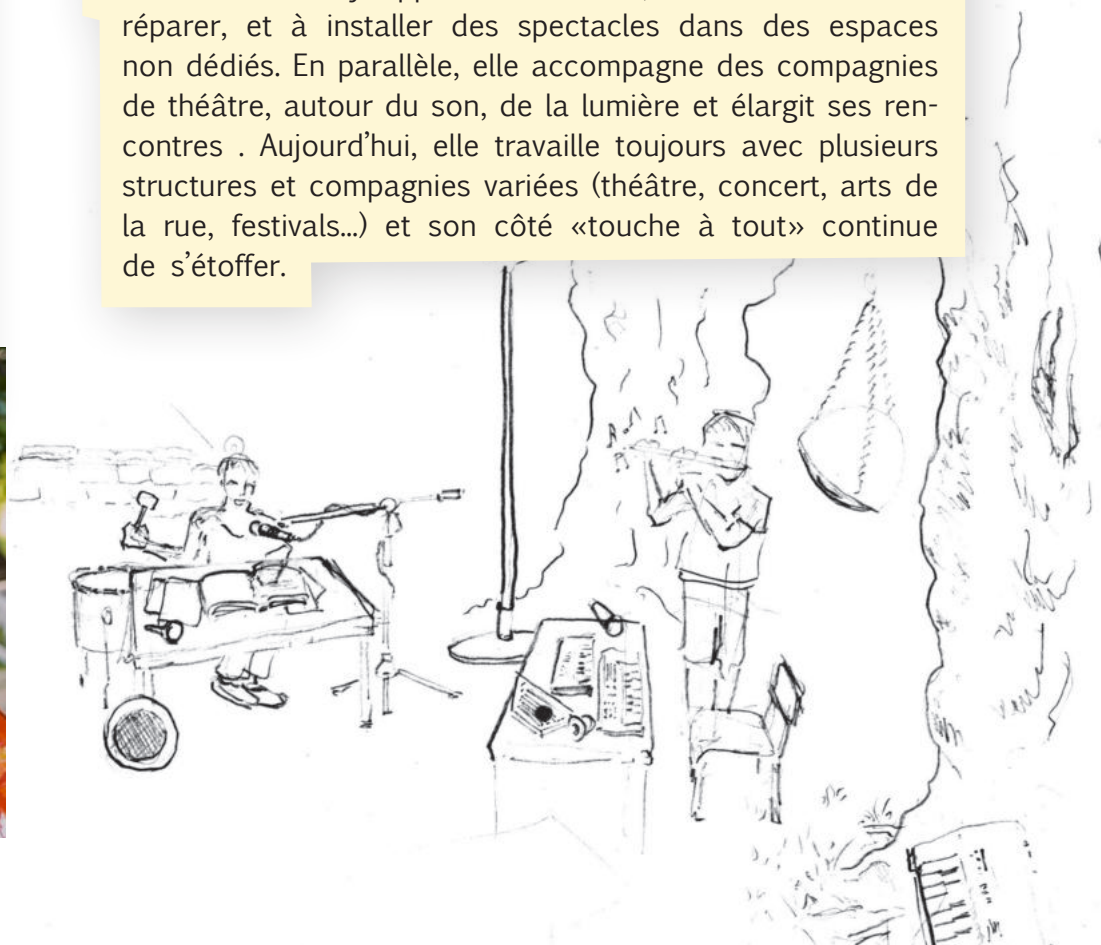 réparer, et à installer des spectacles dans des espaces
non dédiés. En parallèle, elle accompagne des compagnies
de théâtre, autour du son, de la lumière et élargit ses ren-
contres . Aujourd’hui, elle travaille toujours avec plusieurs
structures et compagnies variées (théâtre, concert, arts de
la rue, festivals...) et son côté «touche à tout» continue
de s’étoffer.